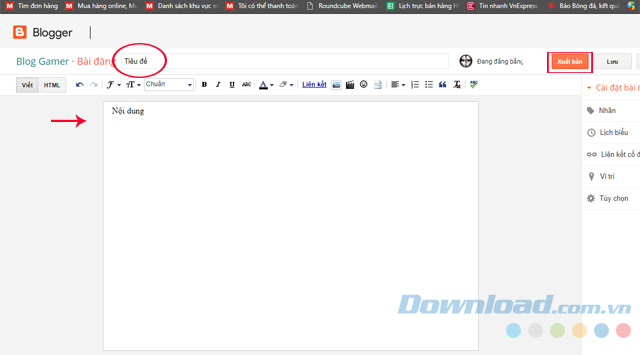 Tìm đơn hàng M Mua hàng online, Mu M Danh sách khu vực m M Tôi có thể thanh toán Roundcube Webmail Lịch trực bán hàng H Tin nhanh VnExpress Báo Bóng đá, kết quả
Blogger
Blog Gamer · Bài đăng Tiêu đề Đang đăng bằng Xuất bản Lưu
Viết HTML Chuẩn B I U ABC A Liên kết
Cài đặt bài đ
Nội dung
Nhãn
Lịch biểu
Liên kết cố đ
Vị trí
Tùy chọn
Download.com.vn